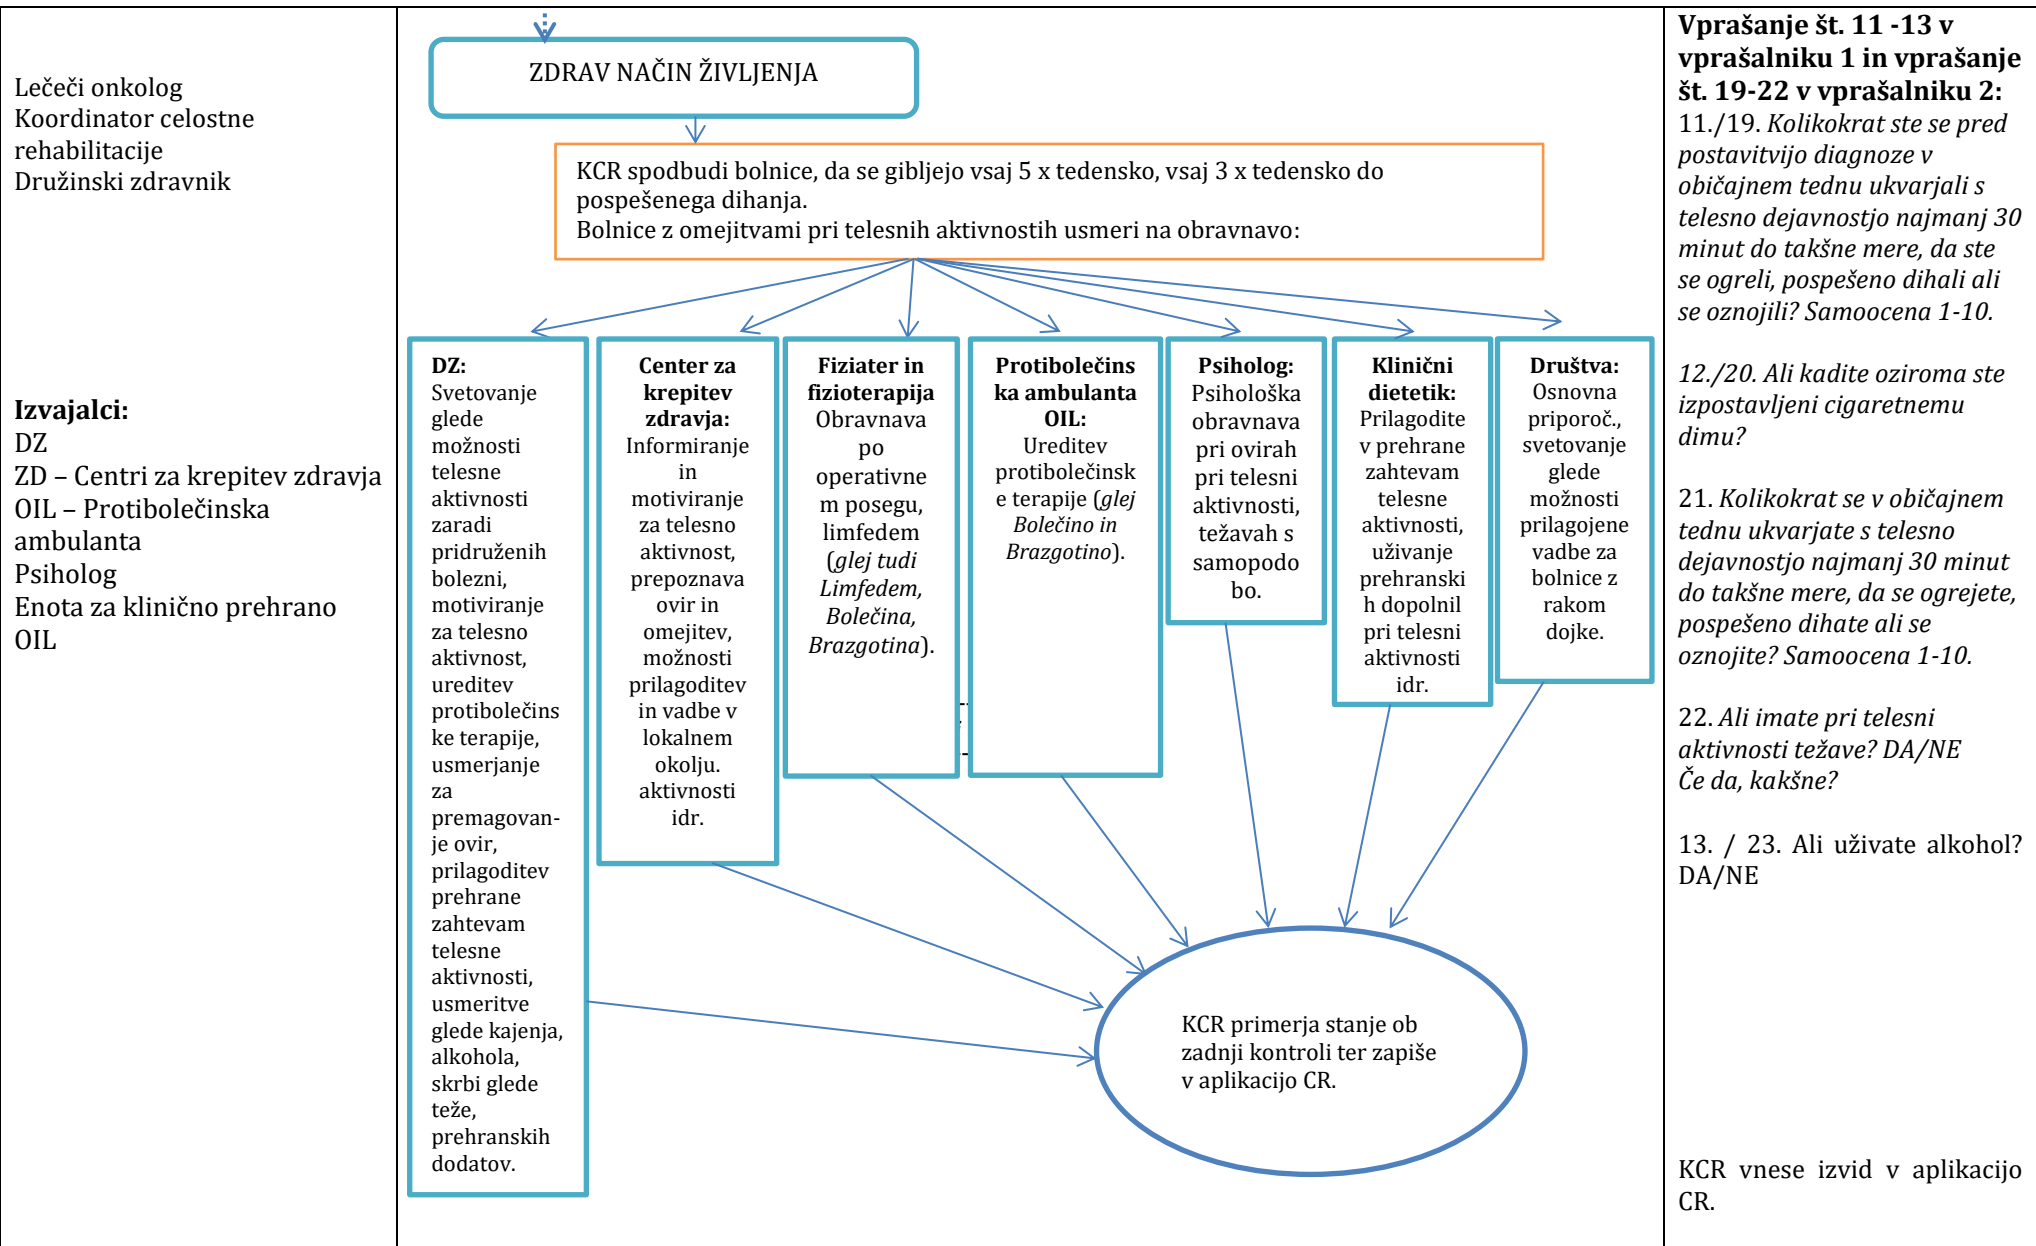 Lečeči onkolog
Koordinator celostne
rehabilitacije
Družinski zdravnik
Izvajalci:
DZ
ZD – Centri za krepitev zdravja
OIL – Protibolečinska
ambulanta
Psiholog
Enota za klinično prehrano
OIL
ZDRAV NAČIN ŽIVLJENJA
KCR spodbudi bolnice, da se gibljejo vsaj 5 x tedensko, vsaj 3 x tedensko do
pospešenega dihanja.
Bolnice z omejitvami pri telesnih aktivnostih usmeri na obravnavo:
DZ:
Svetovanje
glede
možnosti
telesne
aktivnosti
zaradi
pridruženih
bolezni,
motiviranje
za telesno
aktivnost,
ureditev
protibolečins
ke terapije,
usmerjanje
za
premagovan-
je ovir,
prilagoditev
prehrane
zahtevam
telesne
aktivnosti,
usmeritve
glede kajenja,
alkohola,
skrbi glede
teže,
prehranskih
dodatov.
Center za
krepitev
zdravja:
Informiranje
in
motiviranje
za telesno
aktivnost,
prepoznava
ovir in
omejitev,
možnosti
prilagoditev
in vadbe v
lokalnem
okolju.
aktivnosti
idr.
Fiziater in
fizioterapija
Obravnava
po
operativne
m posegu,
limfedem
(glej tudi
Limfedem,
Bolečina,
Brazgotina).
Protibolečins
ka ambulanta
OIL:
Ureditev
protibolečinsk
e terapije (glej
Bolečino in
Brazgotino).
Psiholog:
Psihološka
obravnava
pri ovirah
pri telesni
aktivnosti,
težavah s
samopodo
bo.
Klinični
dietetik:
Prilagodite
v prehrane
zahtevam
telesne
aktivnosti,
uživanje
prehranski
h dopolnil
pri telesni
aktivnosti
idr.
Društva:
Osnovna
priporoč.,
svetovanje
glede
možnosti
prilagojene
vadbe za
bolnice z
rakom
dojke.
KCR primerja stanje ob
zadnji kontroli ter zapiše
v aplikacijo CR.
Vprašanje št. 11 -13 v
vprašalniku 1 in vprašanje
št. 19-22 v vprašalniku 2:
11./19. Kolikokrat ste se pred
postavitvijo diagnoze v
običajnem tednu ukvarjali s
telesno dejavnostjo najmanj 30
minut do takšne mere, da ste
se ogreli, pospešeno dihali ali
se oznojili? Samoocena 1-10.
12./20. Ali kadite oziroma ste
izpostavljeni cigaretnemu
dimu?
21. Kolikokrat se v običajnem
tednu ukvarjate s telesno
dejavnostjo najmanj 30 minut
do takšne mere, da se ogrejete,
pospešeno dihate ali se
oznojite? Samoocena 1-10.
22. Ali imate pri telesni
aktivnosti težave? DA/NE
Če da, kakšne?
13. / 23. Ali uživate alkohol?
DA/NE
KCR vnese izvid v aplikacijo
CR.